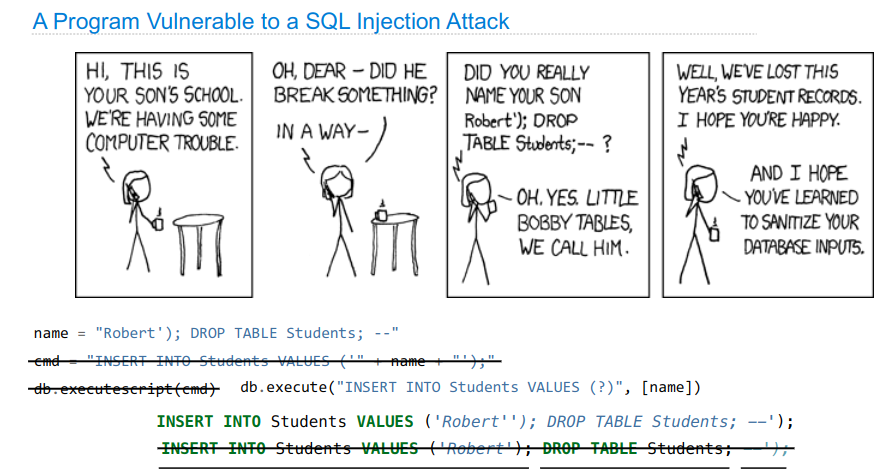 A Program Vulnerable to a SQL Injection Attack
HI, THIS IS
YOUR SON'S SCHOOL.
WE'RE HAVING SOME
COMPUTER TROUBLE.
OH, DEAR – DID HE
BREAK SOMETHING?
IN A WAY–
DID YOU REALLY
NAME YOUR SON
Robert'); DROP
TABLE Students;-- ?
OH. YES. LITTLE
BOBBY TABLES,
WE CALL HIM.
WELL, WE'VE LOST THIS
YEAR'S STUDENT RECORDS.
I HOPE YOU'RE HAPPY.
AND I HOPE
YOU'VE LEARNED
TO SANITIZE YOUR
DATABASE INPUTS.
name = "Robert'); DROP TABLE Students; --"
cmd = "INSERT INTO Students VALUES ('" + name + "');"
db.executescript(cmd) db.execute("INSERT INTO Students VALUES (?)", [name])
INSERT INTO Students VALUES ('Robert''); DROP TABLE Students; --');
INSERT INTO Students VALUES ('Robert'); DROP TABLE Students; --');